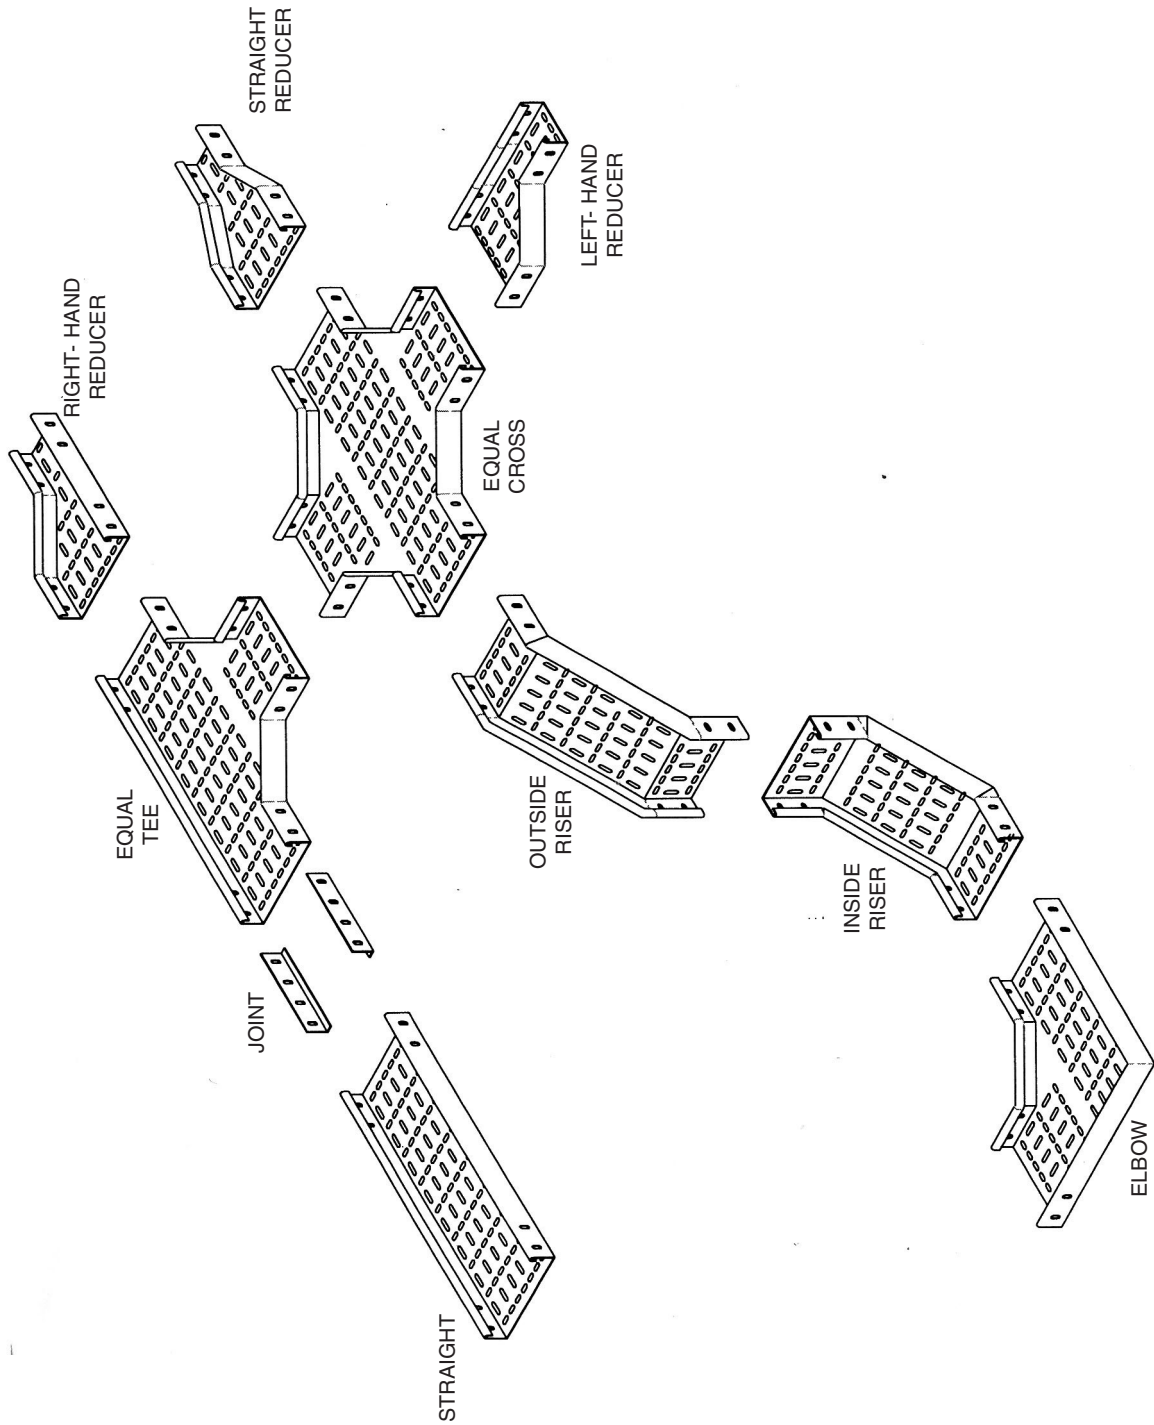 STRAIGHT
REDUCER
RIGHT- HAND
REDUCER
LEFT- HAND
REDUCER
EQUAL
CROSS
EQUAL
TEE
OUTSIDE
RISER
INSIDE
RISER
JOINT
STRAIGHT
ELBOW